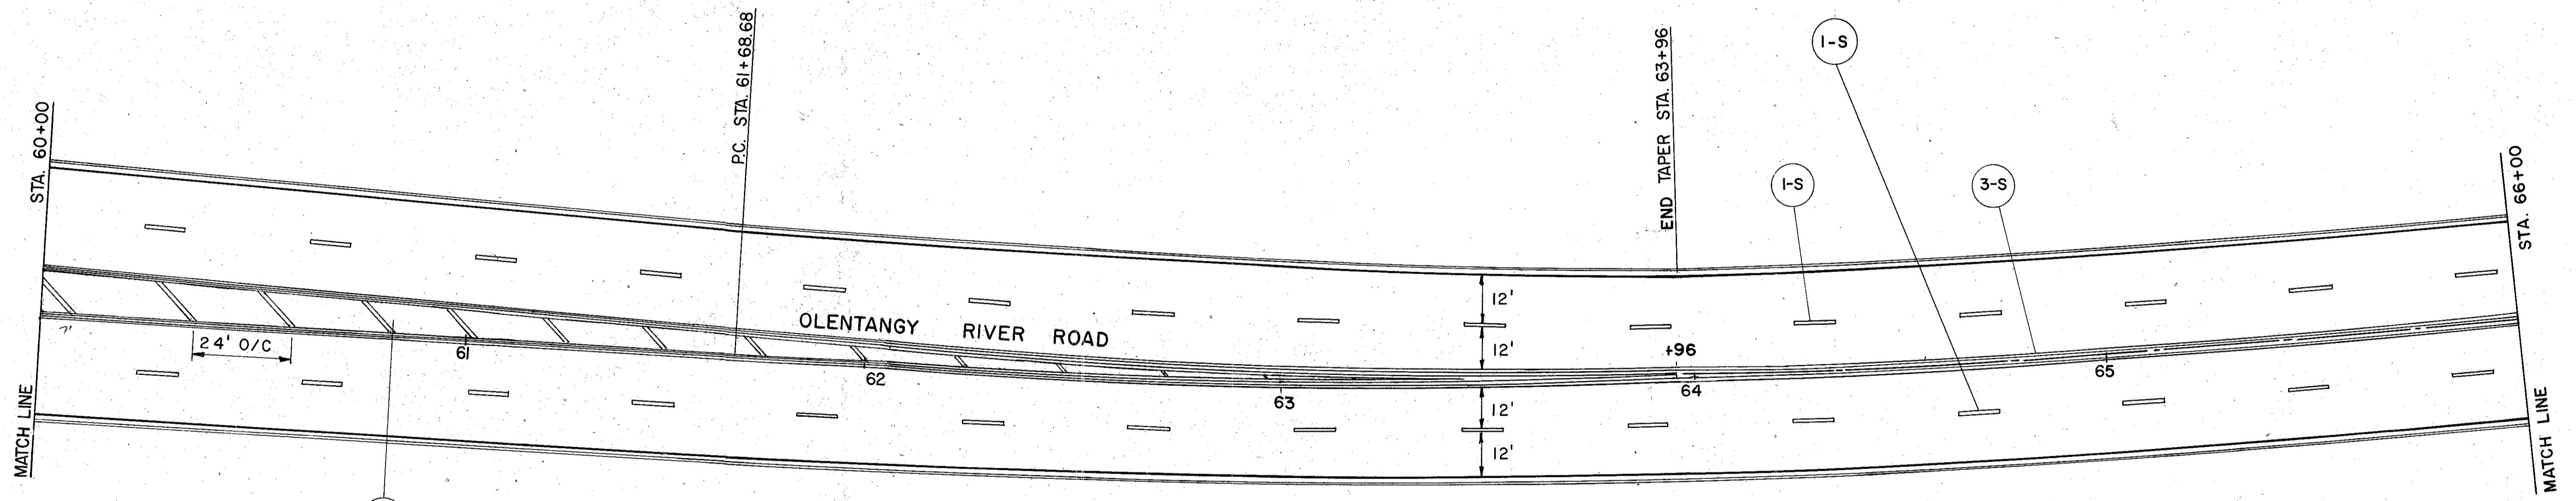 STA. 60+00
MATCH LINE
P.C. STA. 61+68.68
END TAPER STA. 63+96
1-S
1-S
3-S
STA. 66+00
MATCH LINE
OLENTANGY RIVER ROAD
12'
12'
12'
12'
24' O/C
7'
61
62
63
+96
64
65